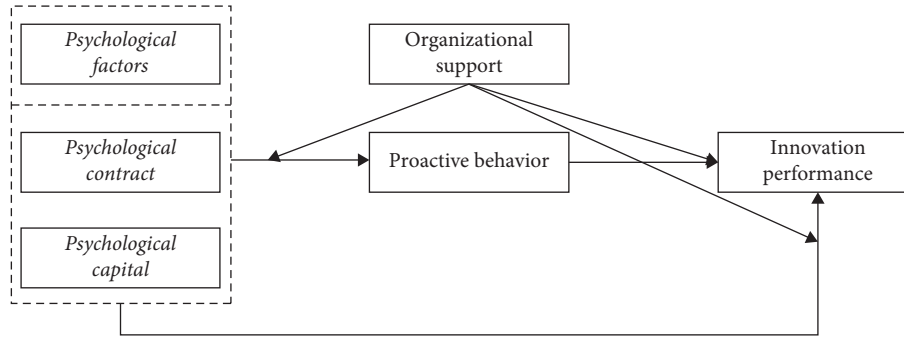 Psychological
factors
Organizational
support
Psychological
contract
Proactive behavior
Innovation
performance
Psychological
capital